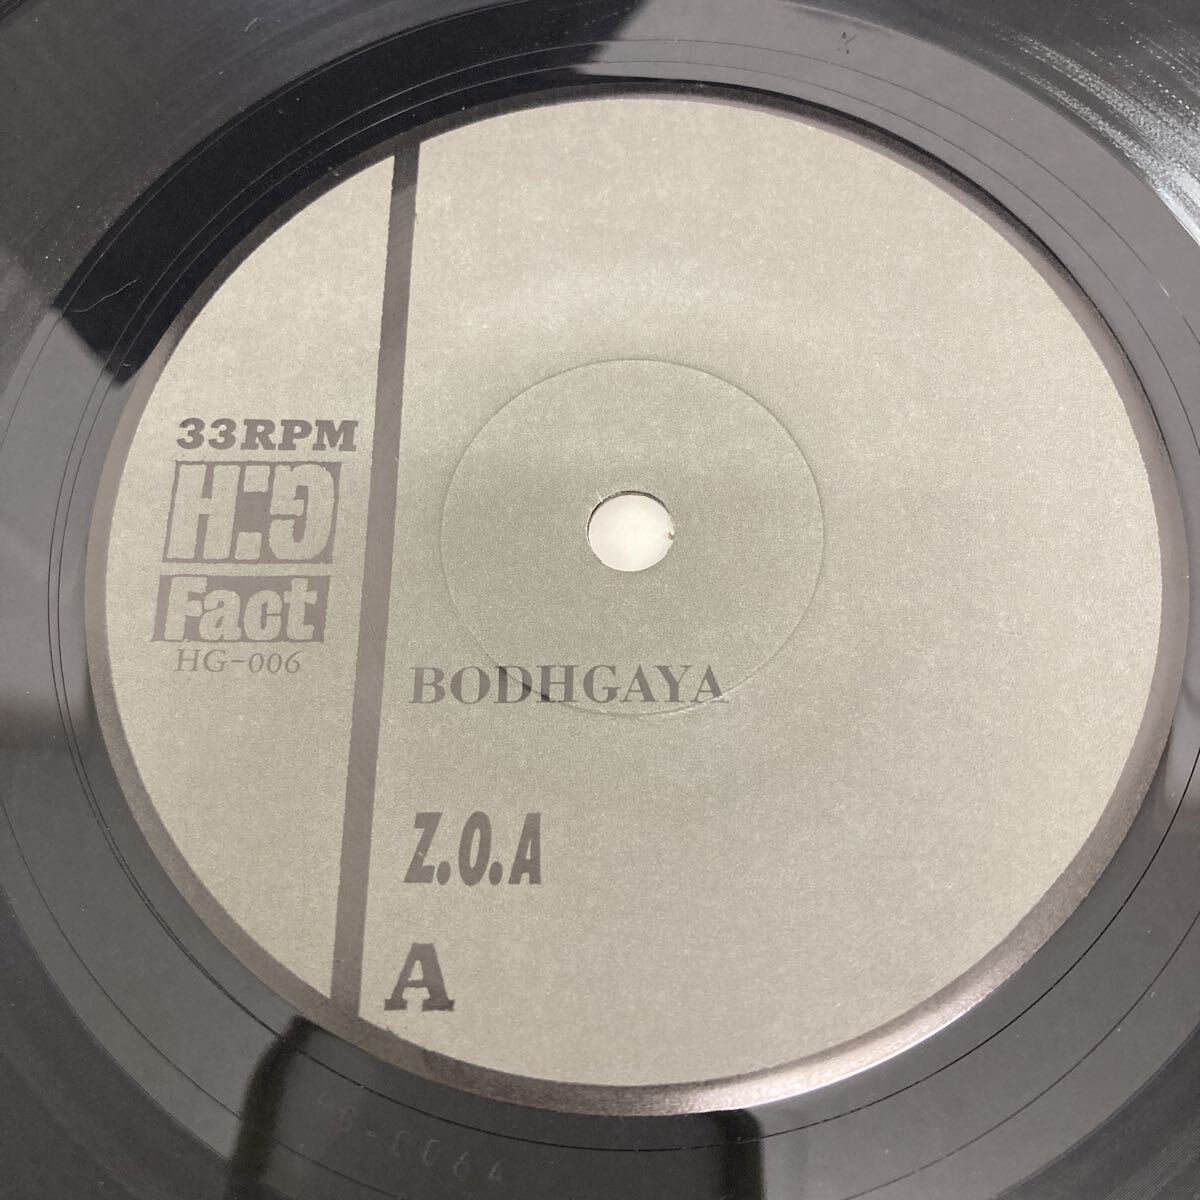 33RPM
H:G
Fact
HG-006
BODHGAYA
Z.O.A
A